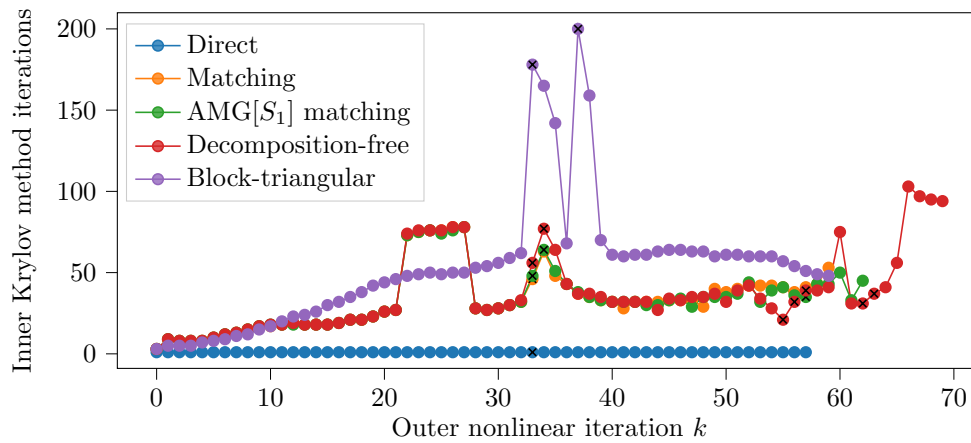 200
150
100
50
0
Inner Krylov method iterations
Direct
Matching
AMG[$S_1$] matching
Decomposition-free
Block-triangular
0 10 20 30 40 50 60 70
Outer nonlinear iteration $k$